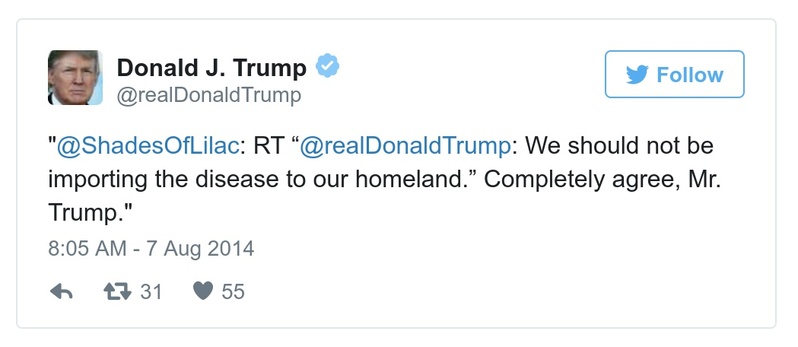 Donald J. Trump
@realDonaldTrump
Follow
"@ShadesOfLilac: RT “@realDonaldTrump: We should not be
importing the disease to our homeland.” Completely agree, Mr.
Trump."
8:05 AM - 7 Aug 2014
31 55